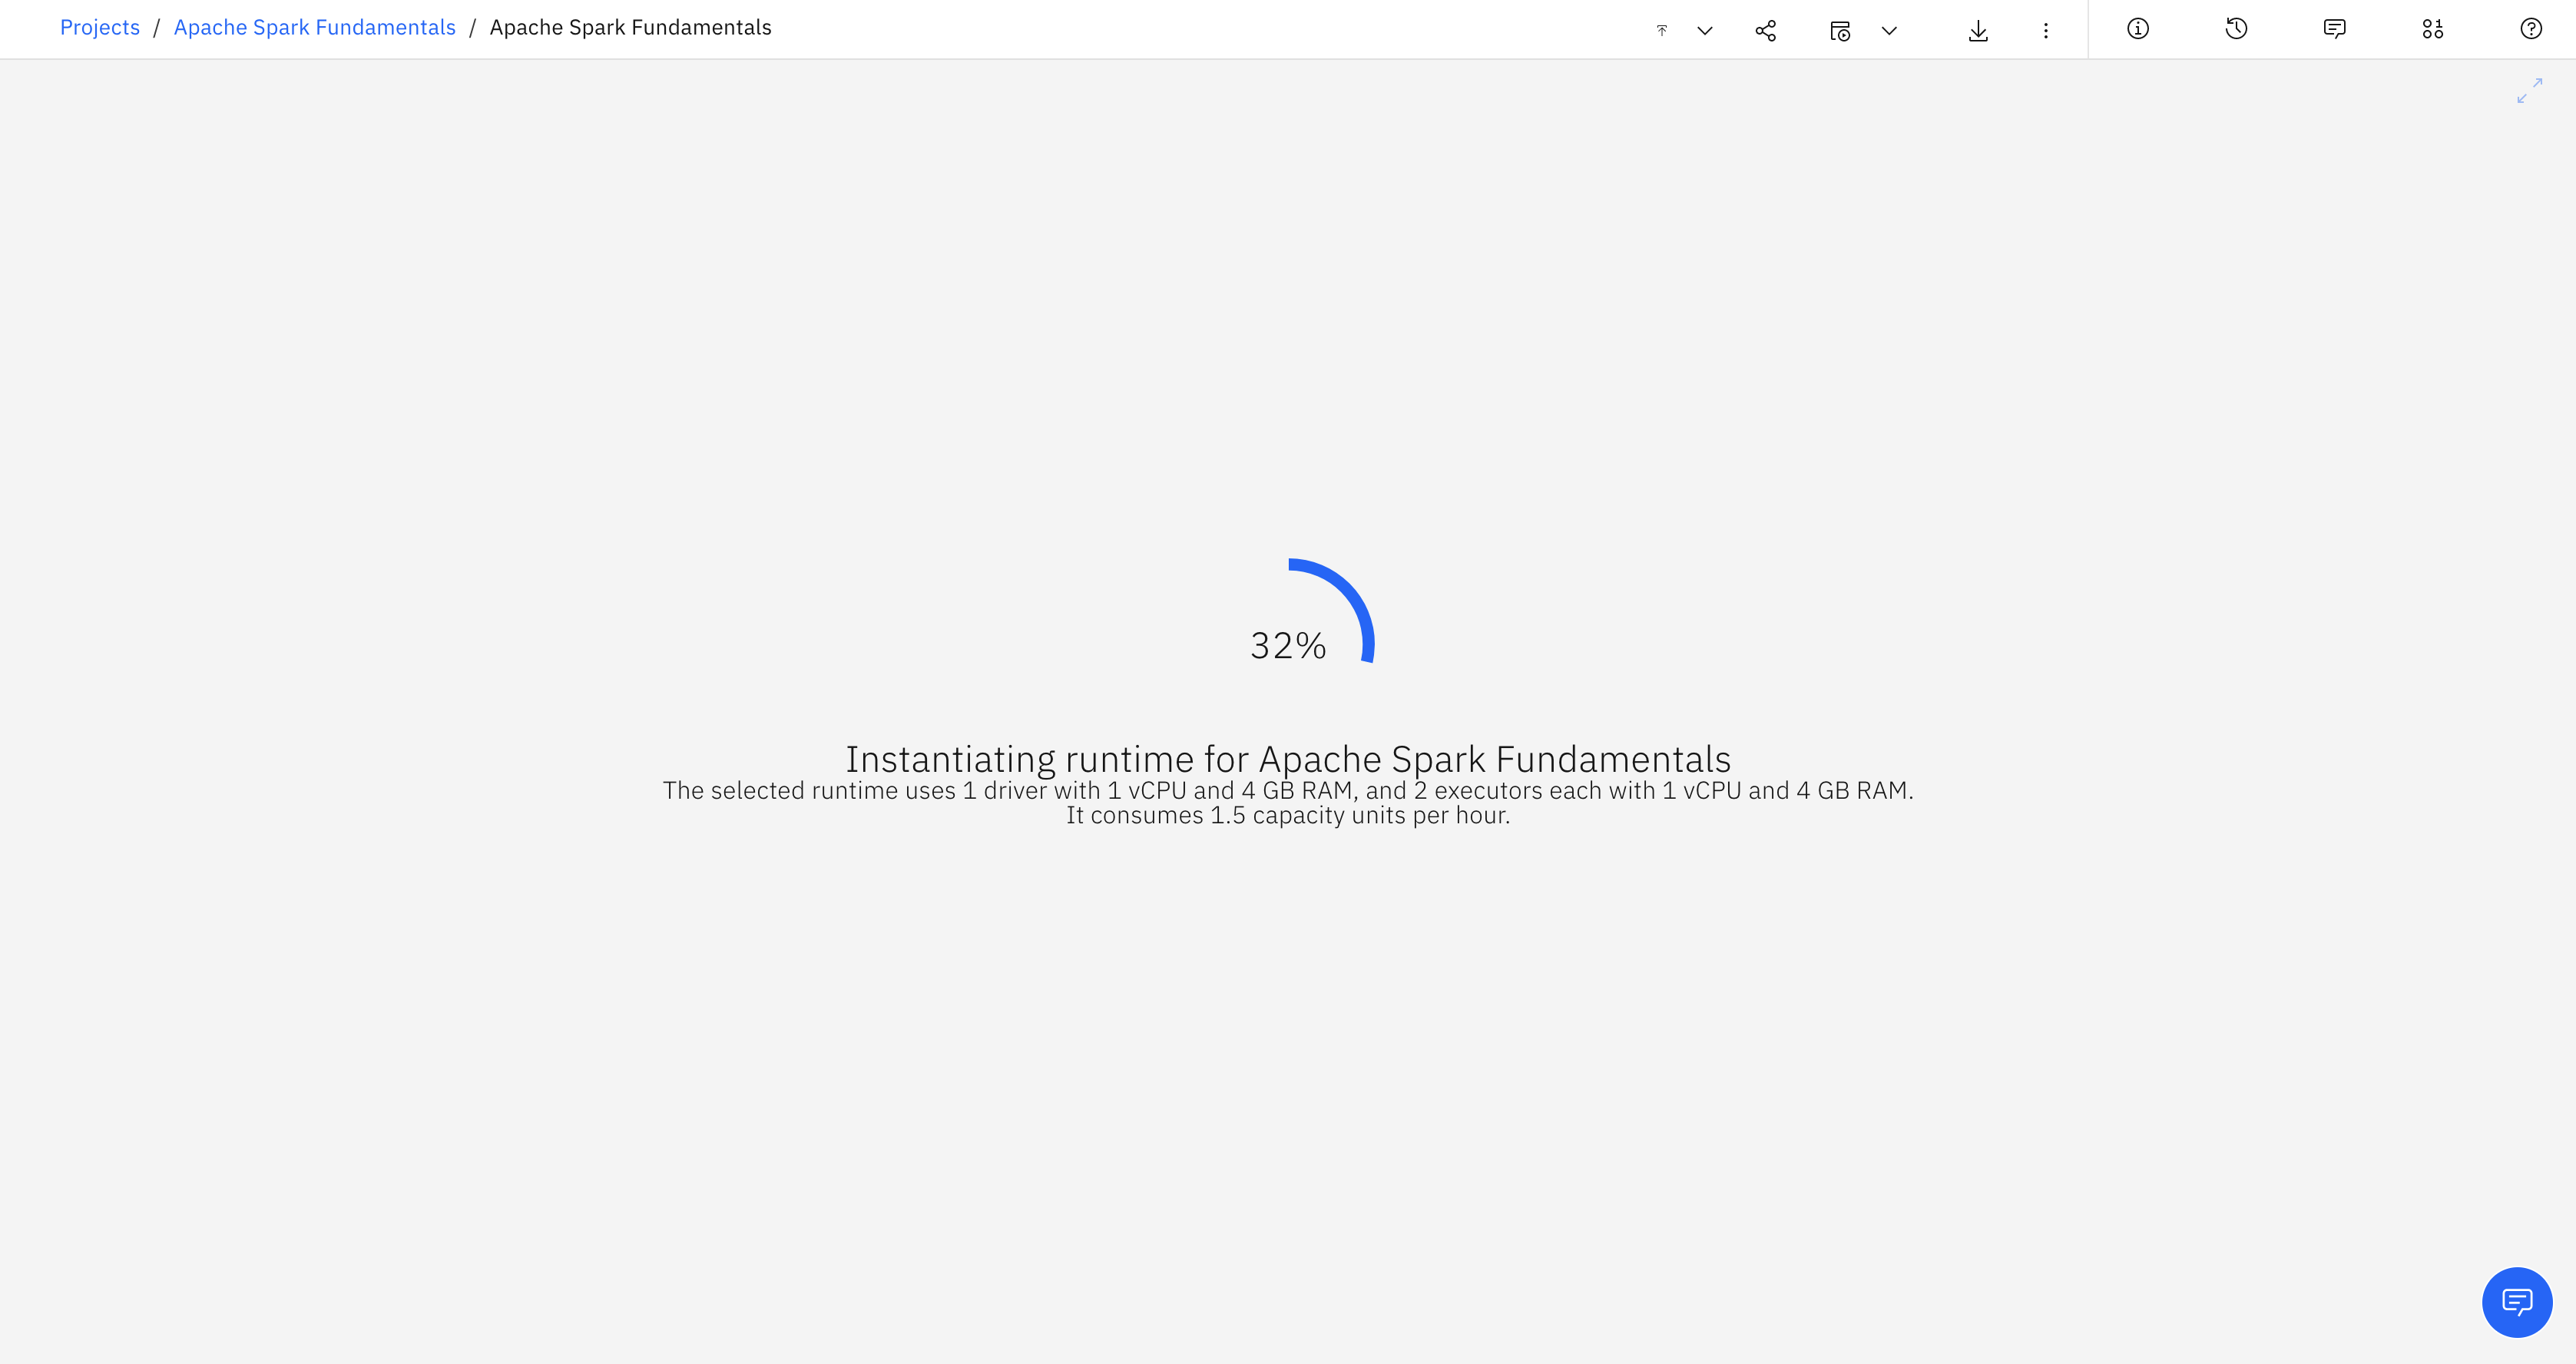 Projects / Apache Spark Fundamentals / Apache Spark Fundamentals
32%
Instantiating runtime for Apache Spark Fundamentals
The selected runtime uses 1 driver with 1 vCPU and 4 GB RAM, and 2 executors each with 1 vCPU and 4 GB RAM.
It consumes 1.5 capacity units per hour.